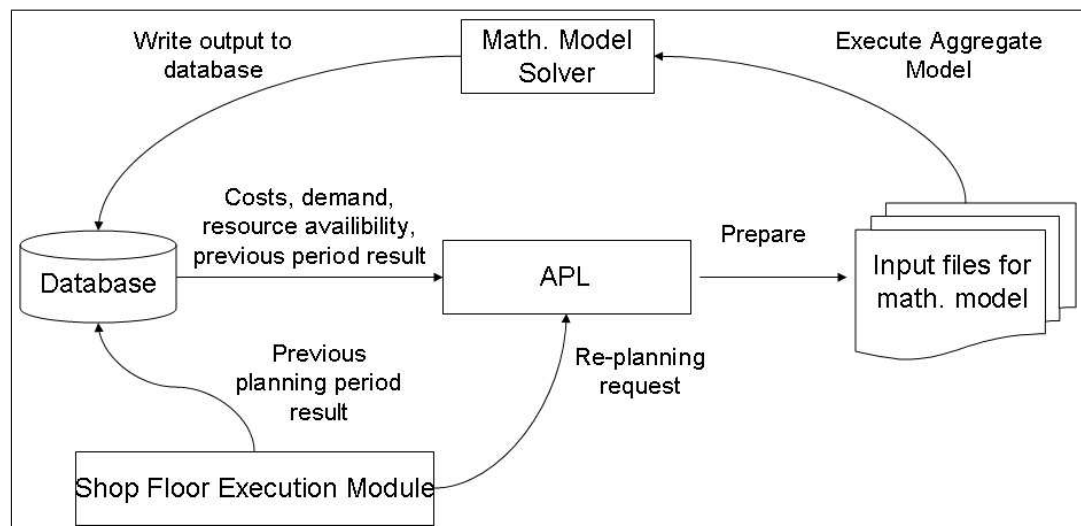 Write output to
database
Math. Model
Solver
Execute Aggregate
Model
Costs, demand,
resource availibility,
previous period result
Database
APL
Prepare
Input files for
math. model
Previous
planning period
result
Re-planning
request
Shop Floor Execution Module